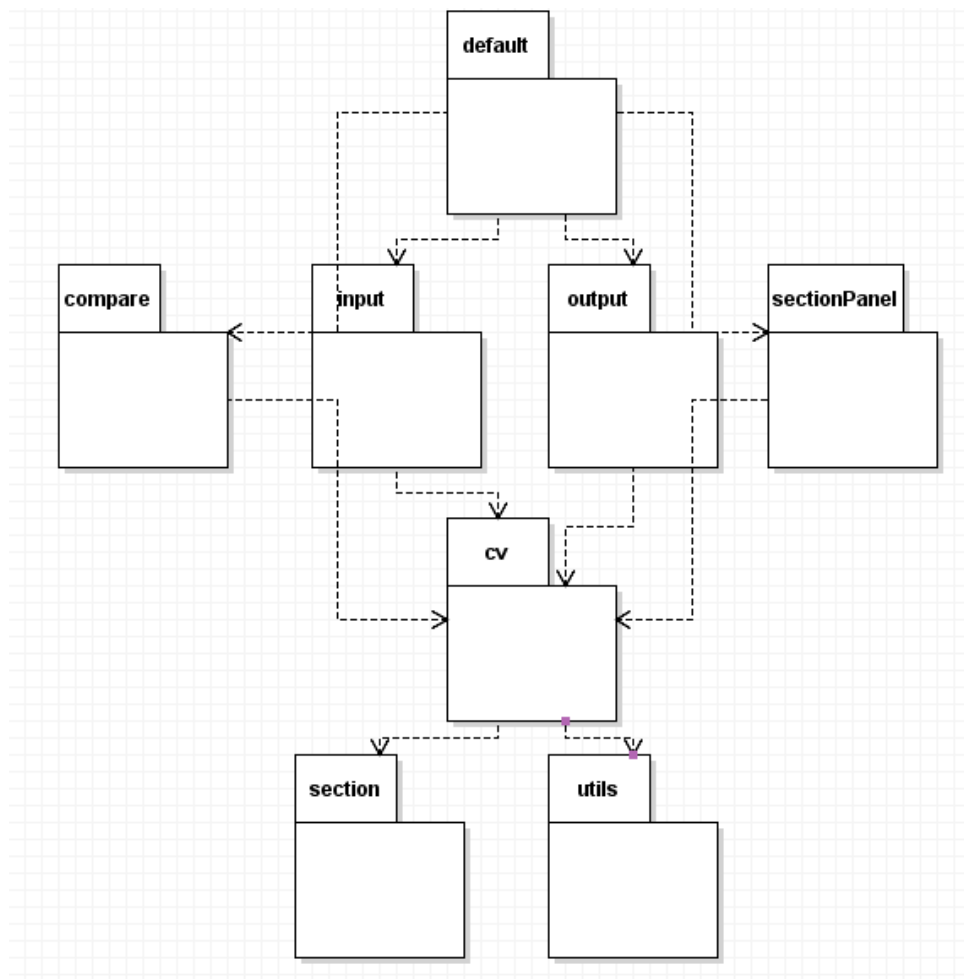 default
compare
input
output
sectionPanel
cv
section
utils